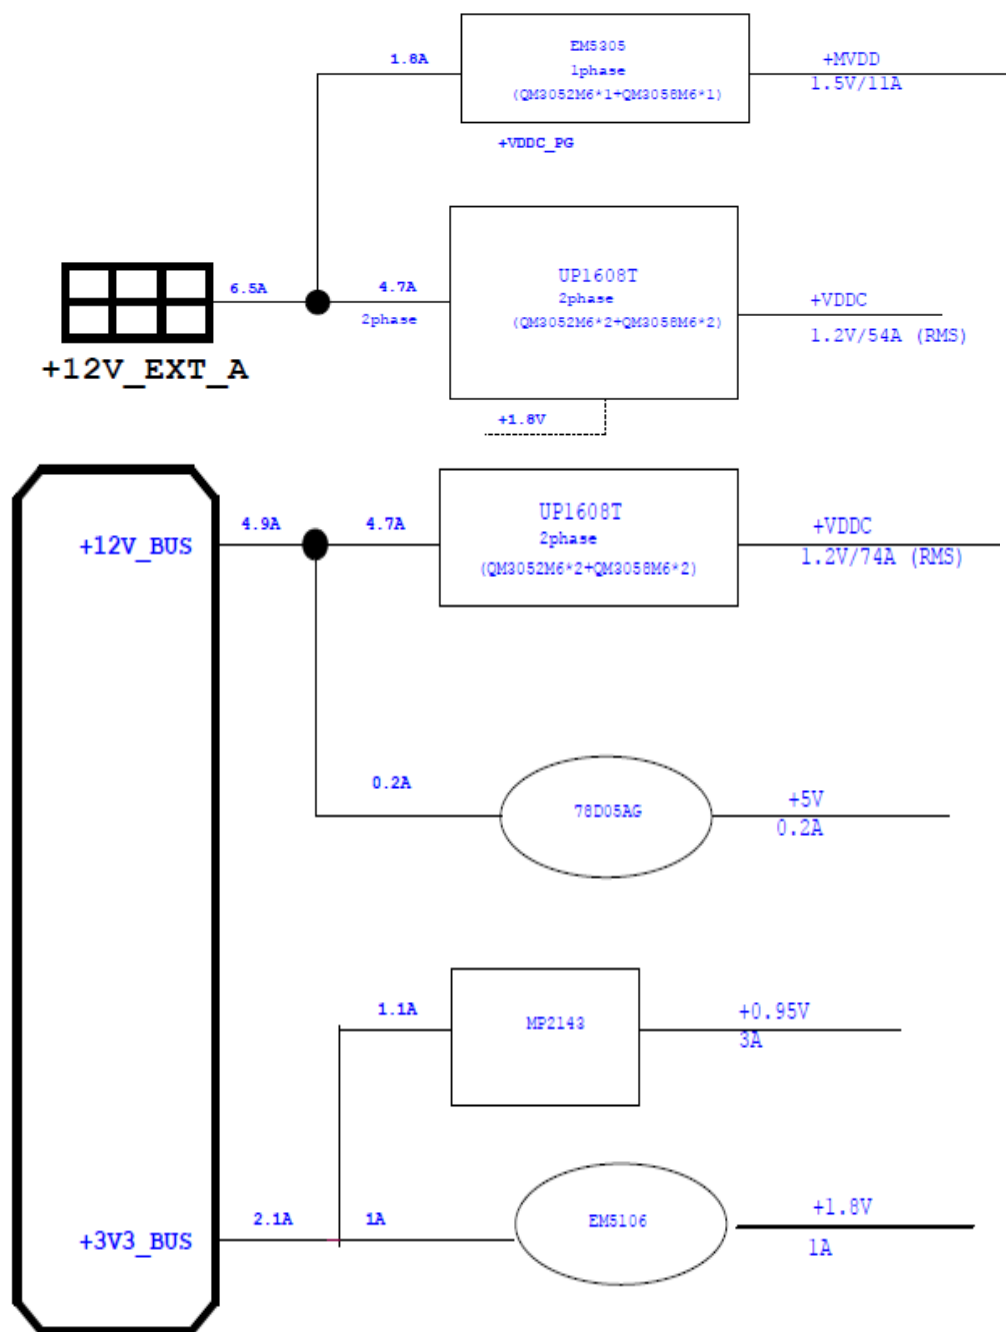 EM5305
1phase
(QM3052M6*1+QM3058M6*1)
1.8A
+MVDD
1.5V/11A
+VDDC_PG
UP1608T
2phase
(QM3052M6*2+QM3058M6*2)
6.5A
4.7A
2phase
+VDDC
1.2V/54A (RMS)
+12V_EXT_A
+1.8V
UP1608T
2phase
(QM3052M6*2+QM3058M6*2)
+12V_BUS
4.9A
4.7A
+VDDC
1.2V/74A (RMS)
0.2A
78D05AG
+5V
0.2A
1.1A
MP2143
+0.95V
3A
+3V3_BUS
2.1A
1A
EM5106
+1.8V
1A